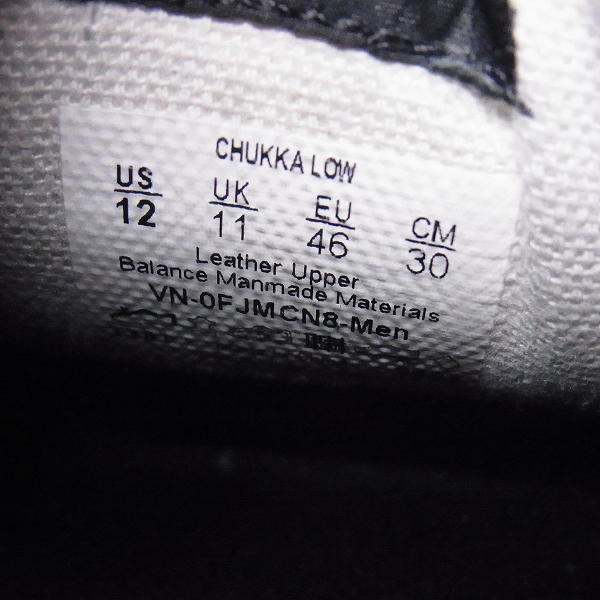 CHUKKA LOW
US UK EU CM
12 11 46 30
Leather Upper
Balance Manmade Materials
VN-0FJMCN8-Men